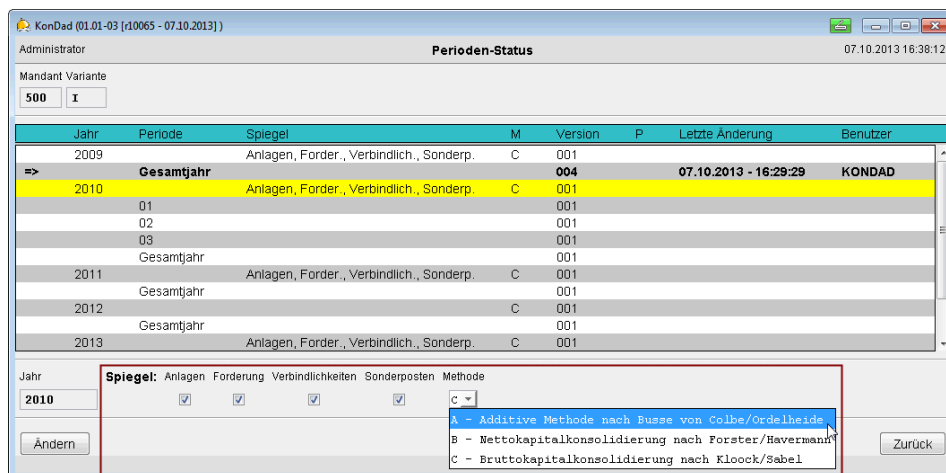 KonDad (01.01-03 [r10065 - 07.10.2013] )
Administrator Perioden-Status 07.10.2013 16:38:12
Mandant Variante
500 I
Jahr Periode Spiegel M Version P Letzte Änderung Benutzer
2009 Anlagen, Forder., Verbindlich., Sonderp. C 001
=> Gesamtjahr 004 07.10.2013 - 16:29:29 KONDAD
2010 Anlagen, Forder., Verbindlich., Sonderp. C 001
01 001
02 001
03 001
Gesamtjahr 001
2011 Anlagen, Forder., Verbindlich., Sonderp. C 001
Gesamtjahr 001
2012 C 001
Gesamtjahr 001
2013 Anlagen, Forder., Verbindlich., Sonderp. C 001
Jahr Spiegel: Anlagen Forderung Verbindlichkeiten Sonderposten Methode
2010 C
A - Additive Methode nach Busse von Colbe/Ordelheide
B - Nettokapitalkonsolidierung nach Forster/Havermann
C - Bruttokapitalkonsolidierung nach Kloock/Sabel
Ändern Zurück